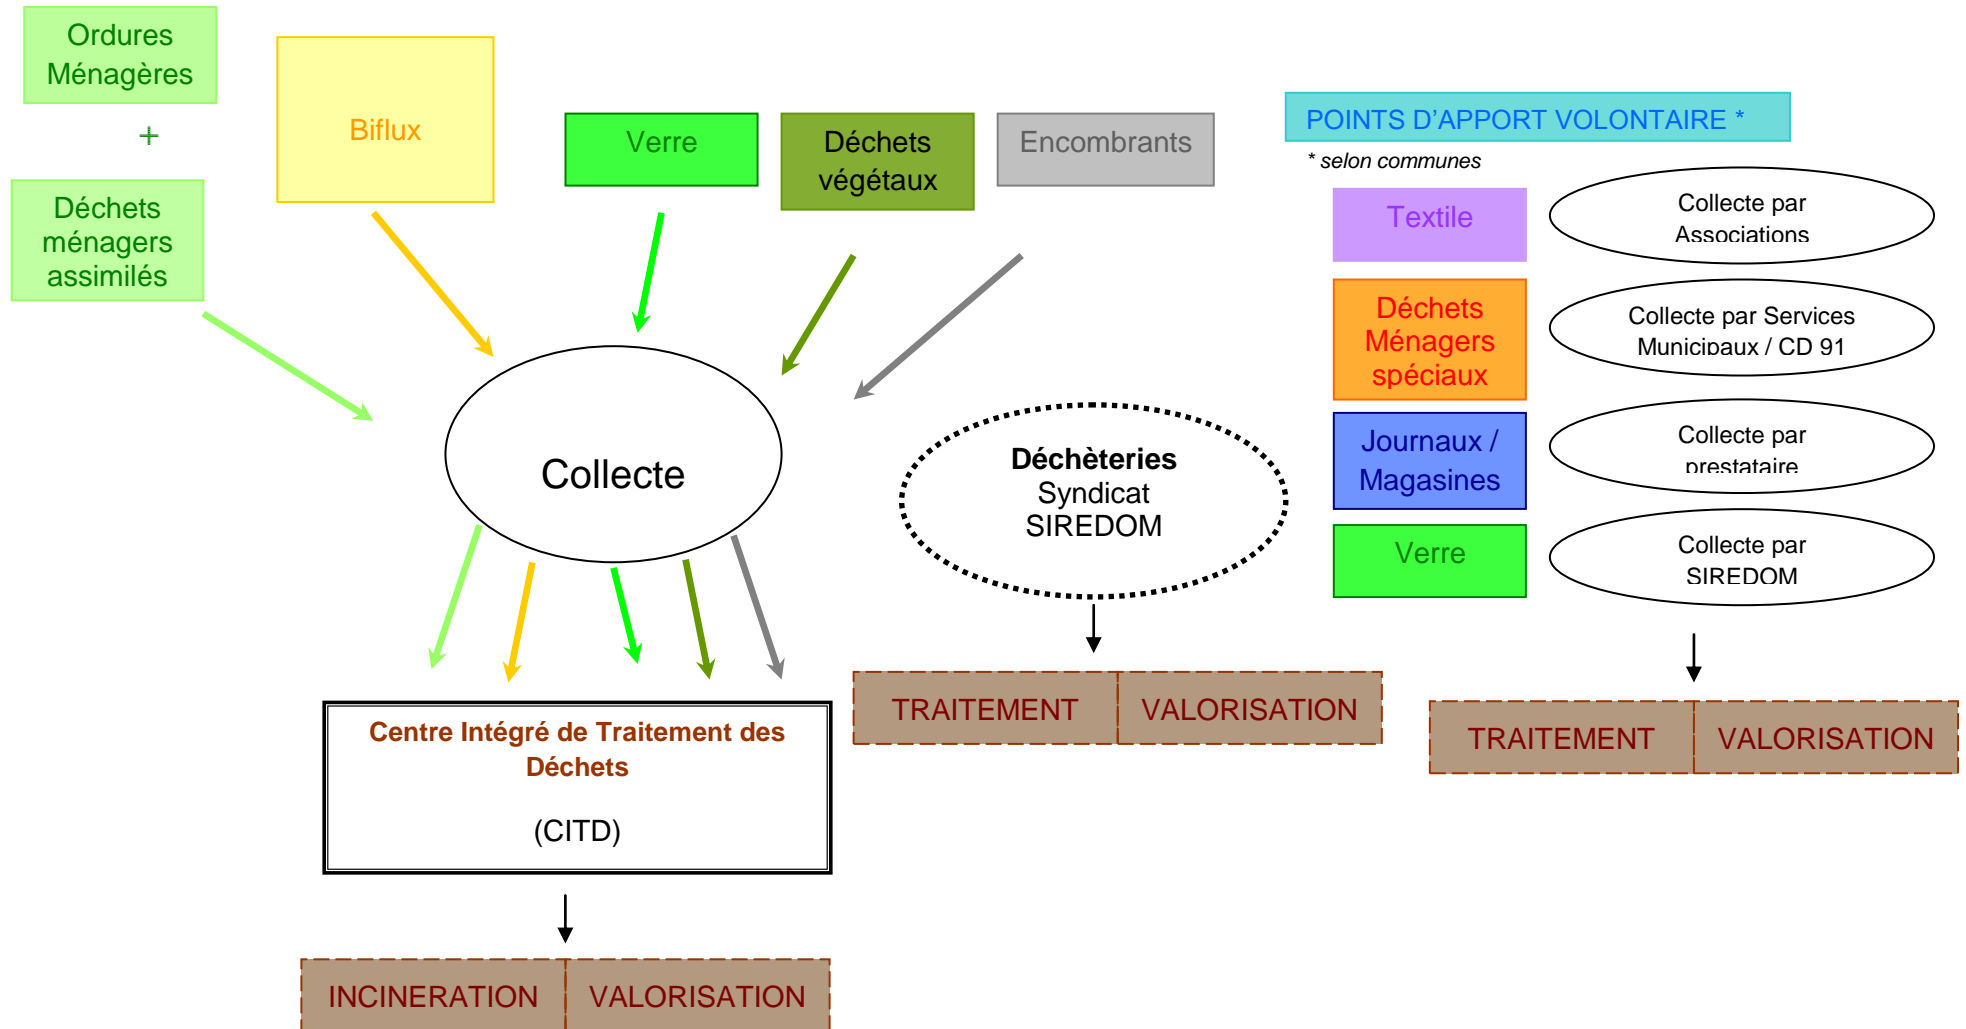 Ordures
Ménagères
+
Déchets
ménagers
assimilés
Biflux
Verre
Déchets
végétaux
Encombrants
Collecte
Centre Intégré de Traitement des
Déchets
(CITD)
INCINERATION
VALORISATION
Déchèteries
Syndicat
SIREDOM
TRAITEMENT
VALORISATION
POINTS D'APPORT VOLONTAIRE *
* selon communes
Textile
Collecte par
Associations
Déchets
Ménagers
spéciaux
Collecte par Services
Municipaux / CD 91
Journaux /
Magasines
Collecte par
prestataire
Verre
Collecte par
SIREDOM
TRAITEMENT
VALORISATION